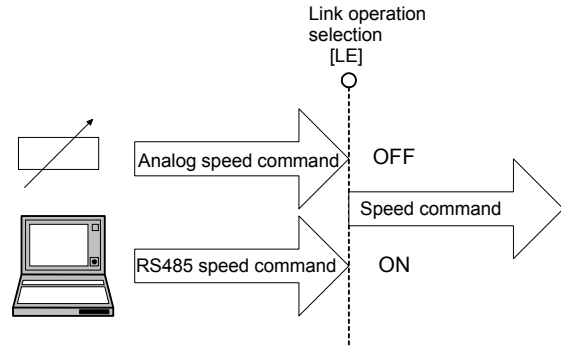 Link operation
selection
[LE]
Analog speed command
OFF
Speed command
RS485 speed command
ON